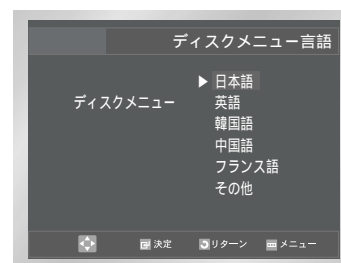 ディスクメニュー言語
▶ 日本語
ディスクメニュー 英語
韓国語
中国語
フランス語
その他
決定 リターン メニュー